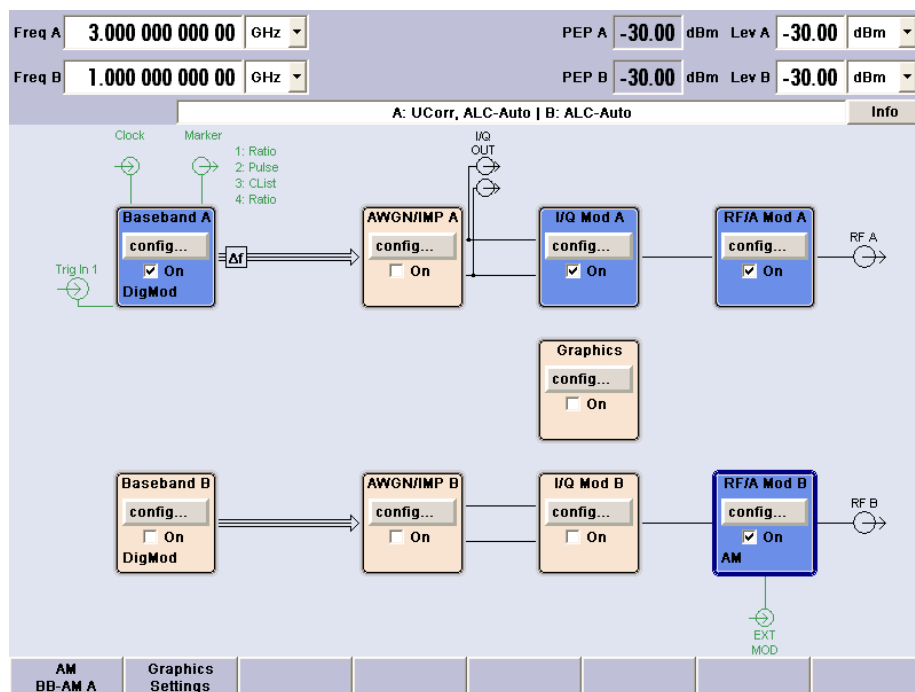 Freq A 3.000 000 000 00 GHz PEP A -30.00 dBm Lev A -30.00 dBm
Freq B 1.000 000 000 00 GHz PEP B -30.00 dBm Lev B -30.00 dBm
A: UCorr, ALC-Auto | B: ALC-Auto Info
Clock Marker
1: Ratio
2: Pulse
3: CList
4: Ratio
I/Q
OUT
Baseband A
config...
On
DigMod
Trig In 1
Δf
AWGN/IMP A
config...
On
I/Q Mod A
config...
On
RF/A Mod A
config...
On
RF A
Graphics
config...
On
Baseband B
config...
On
DigMod
AWGN/IMP B
config...
On
I/Q Mod B
config...
On
RF/A Mod B
config...
On
AM
RF B
EXT
MOD
AM
BB-AM A
Graphics
Settings